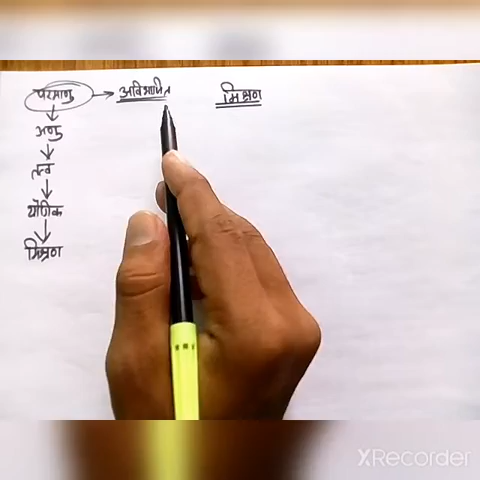 परमाणु → अविभाजित
मिश्रण
अणु
तत्व
यौगिक
मिश्रण
XRecorder